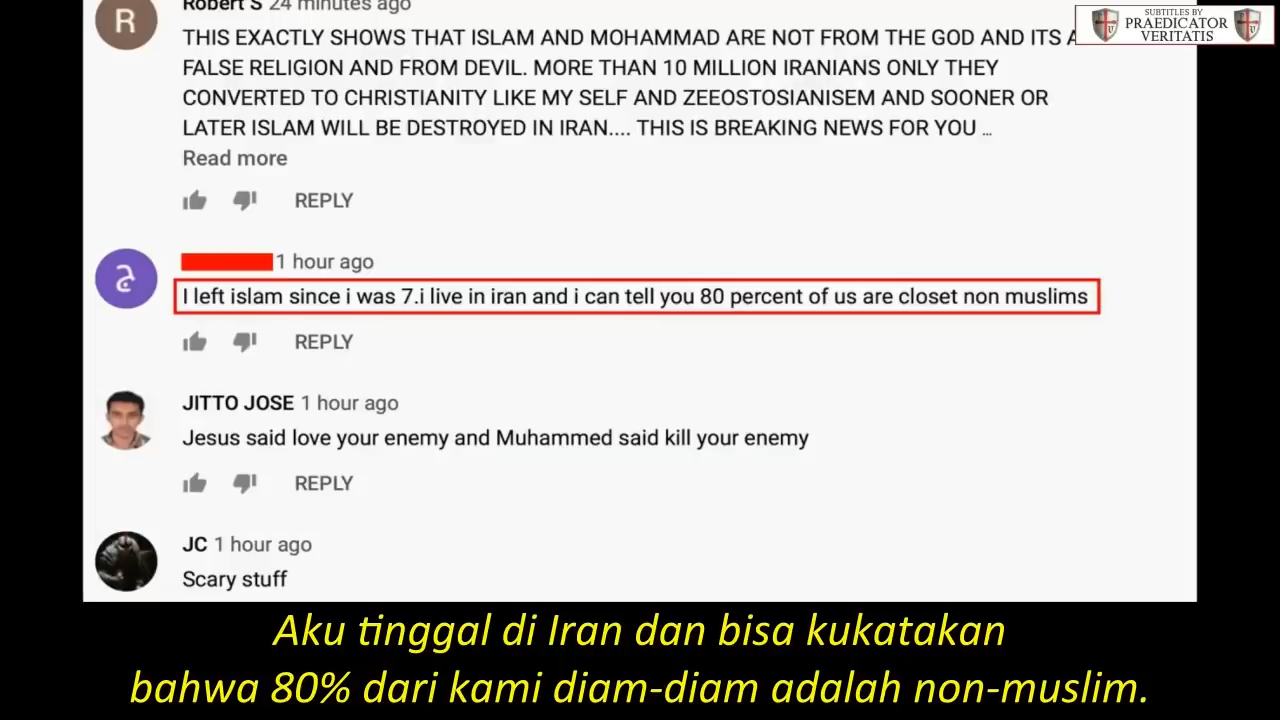 Robert S 24 minutes ago
SUBTITLES BY
PRAEDICATOR
VERITATIS
R
THIS EXACTLY SHOWS THAT ISLAM AND MOHAMMAD ARE NOT FROM THE GOD AND ITS A
FALSE RELIGION AND FROM DEVIL. MORE THAN 10 MILLION IRANIANS ONLY THEY
CONVERTED TO CHRISTIANITY LIKE MY SELF AND ZEEOSTOSIANISEM AND SOONER OR
LATER ISLAM WILL BE DESTROYED IN IRAN.... THIS IS BREAKING NEWS FOR YOU ...
Read more
REPLY
1 hour ago
I left islam since i was 7.i live in iran and i can tell you 80 percent of us are closet non muslims
REPLY
JITTO JOSE 1 hour ago
Jesus said love your enemy and Muhammed said kill your enemy
REPLY
JC 1 hour ago
Scary stuff
Aku tinggal di Iran dan bisa kukatakan
bahwa 80% dari kami diam-diam adalah non-muslim.